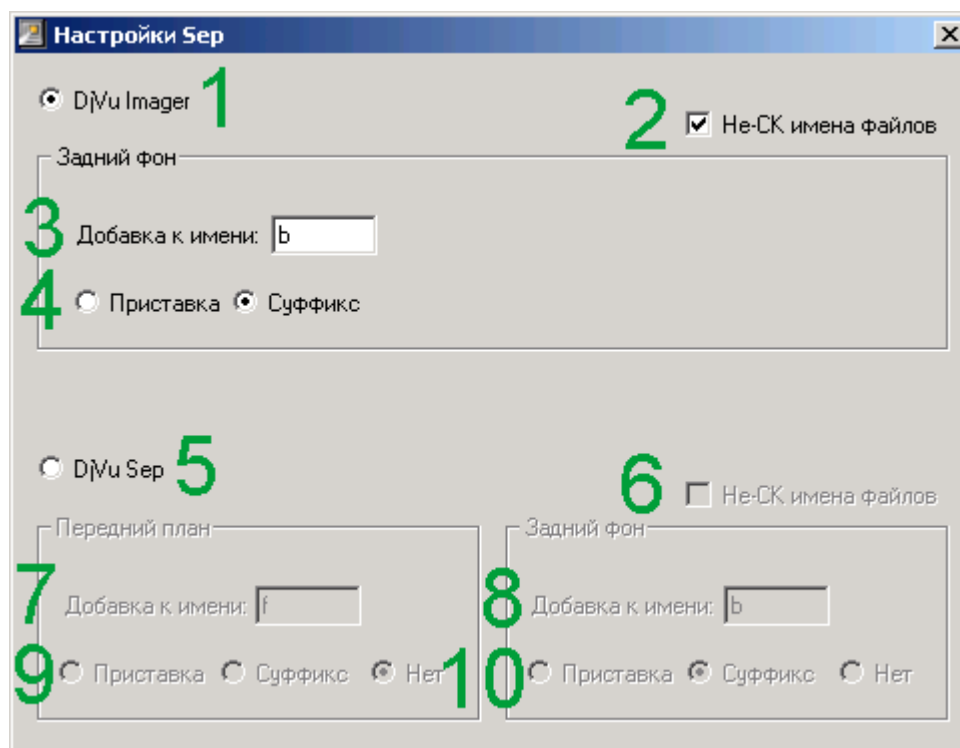 Настройки Sep
DjVu Imager 1
2 Не-СК имена файлов
Задний фон
3 Добавка к имени: b
4 Приставка Суффикс
DjVu Sep 5
6 Не-СК имена файлов
Передний план
7 Добавка к имени: f
9 Приставка Суффикс Нет
Задний фон
8 Добавка к имени: b
10 Приставка Суффикс Нет